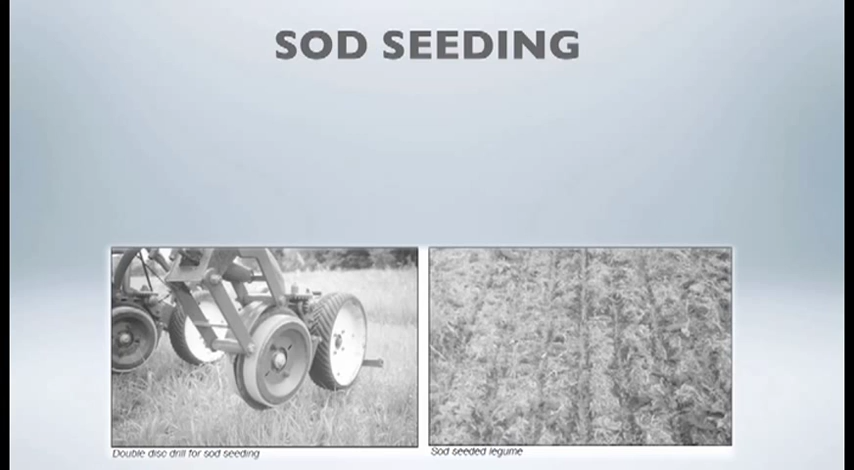 SOD SEEDING
Double disc drill for sod seeding
Sod seeded legume